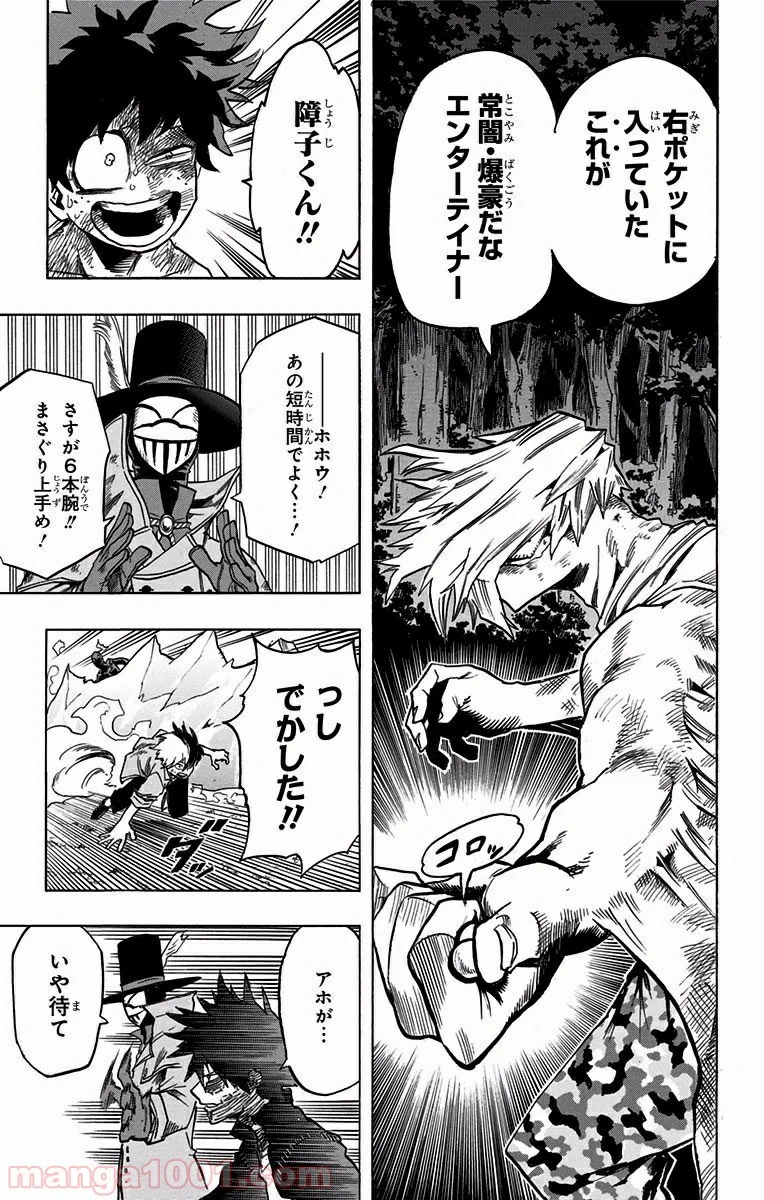 右ポケットに
入っていた
これが
常闇・爆豪だな
エンターテイナー
コロッ
障子くん!!
――ホホウ!
あの短時間でよく…!
さすが6本腕!!
まさぐり上手め!
っし
でかした!!
ダッ
アホが…
いや待て
manga1001.com